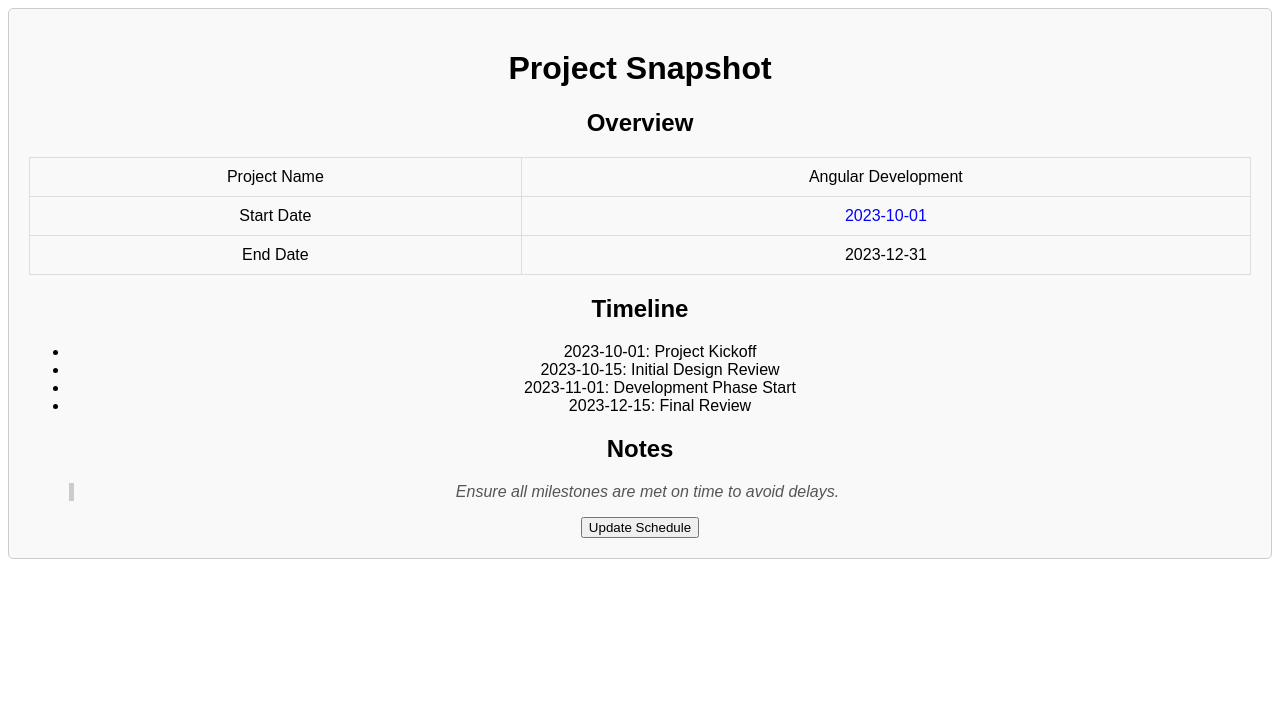 Project Snapshot
Overview
Project Name Angular Development
Start Date 2023-10-01
End Date 2023-12-31
Timeline
2023-10-01: Project Kickoff
2023-10-15: Initial Design Review
2023-11-01: Development Phase Start
2023-12-15: Final Review
Notes
Ensure all milestones are met on time to avoid delays.
Update Schedule